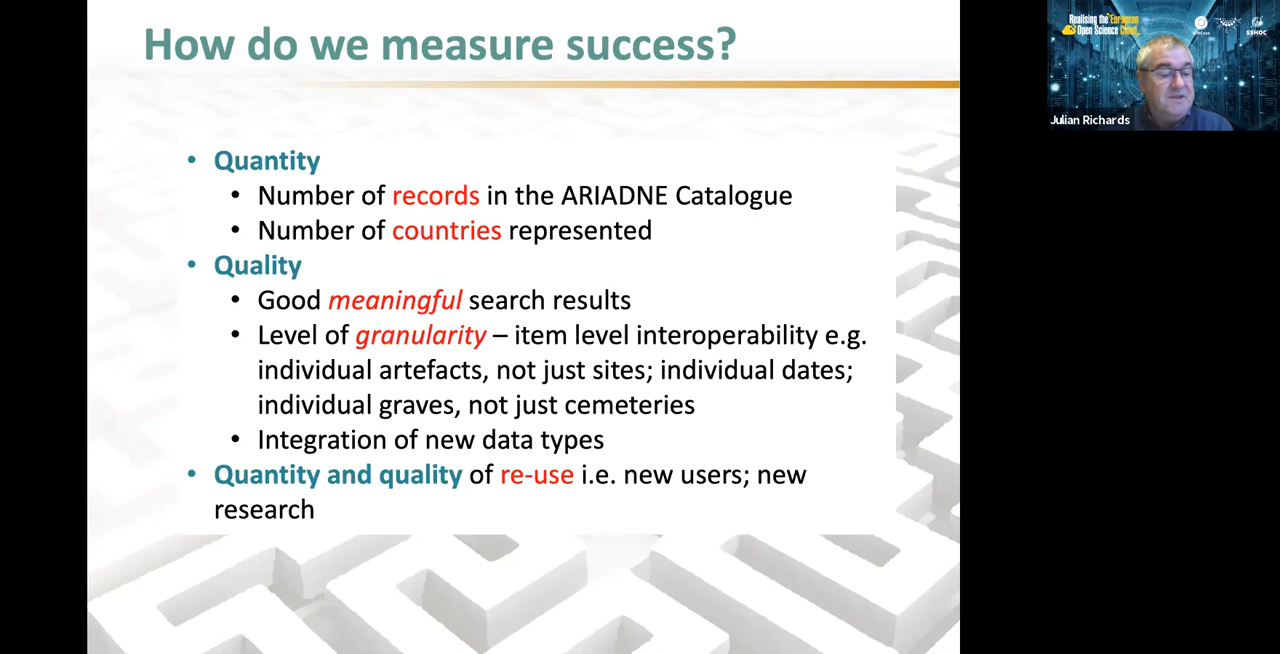 How do we measure success?
• Quantity
• Number of records in the ARIADNE Catalogue
• Number of countries represented
• Quality
• Good meaningful search results
• Level of granularity – item level interoperability e.g.
individual artefacts, not just sites; individual dates;
individual graves, not just cemeteries
• Integration of new data types
• Quantity and quality of re-use i.e. new users; new
research
Realising the European
Open Science Cloud
SSHOC
Julian Richards